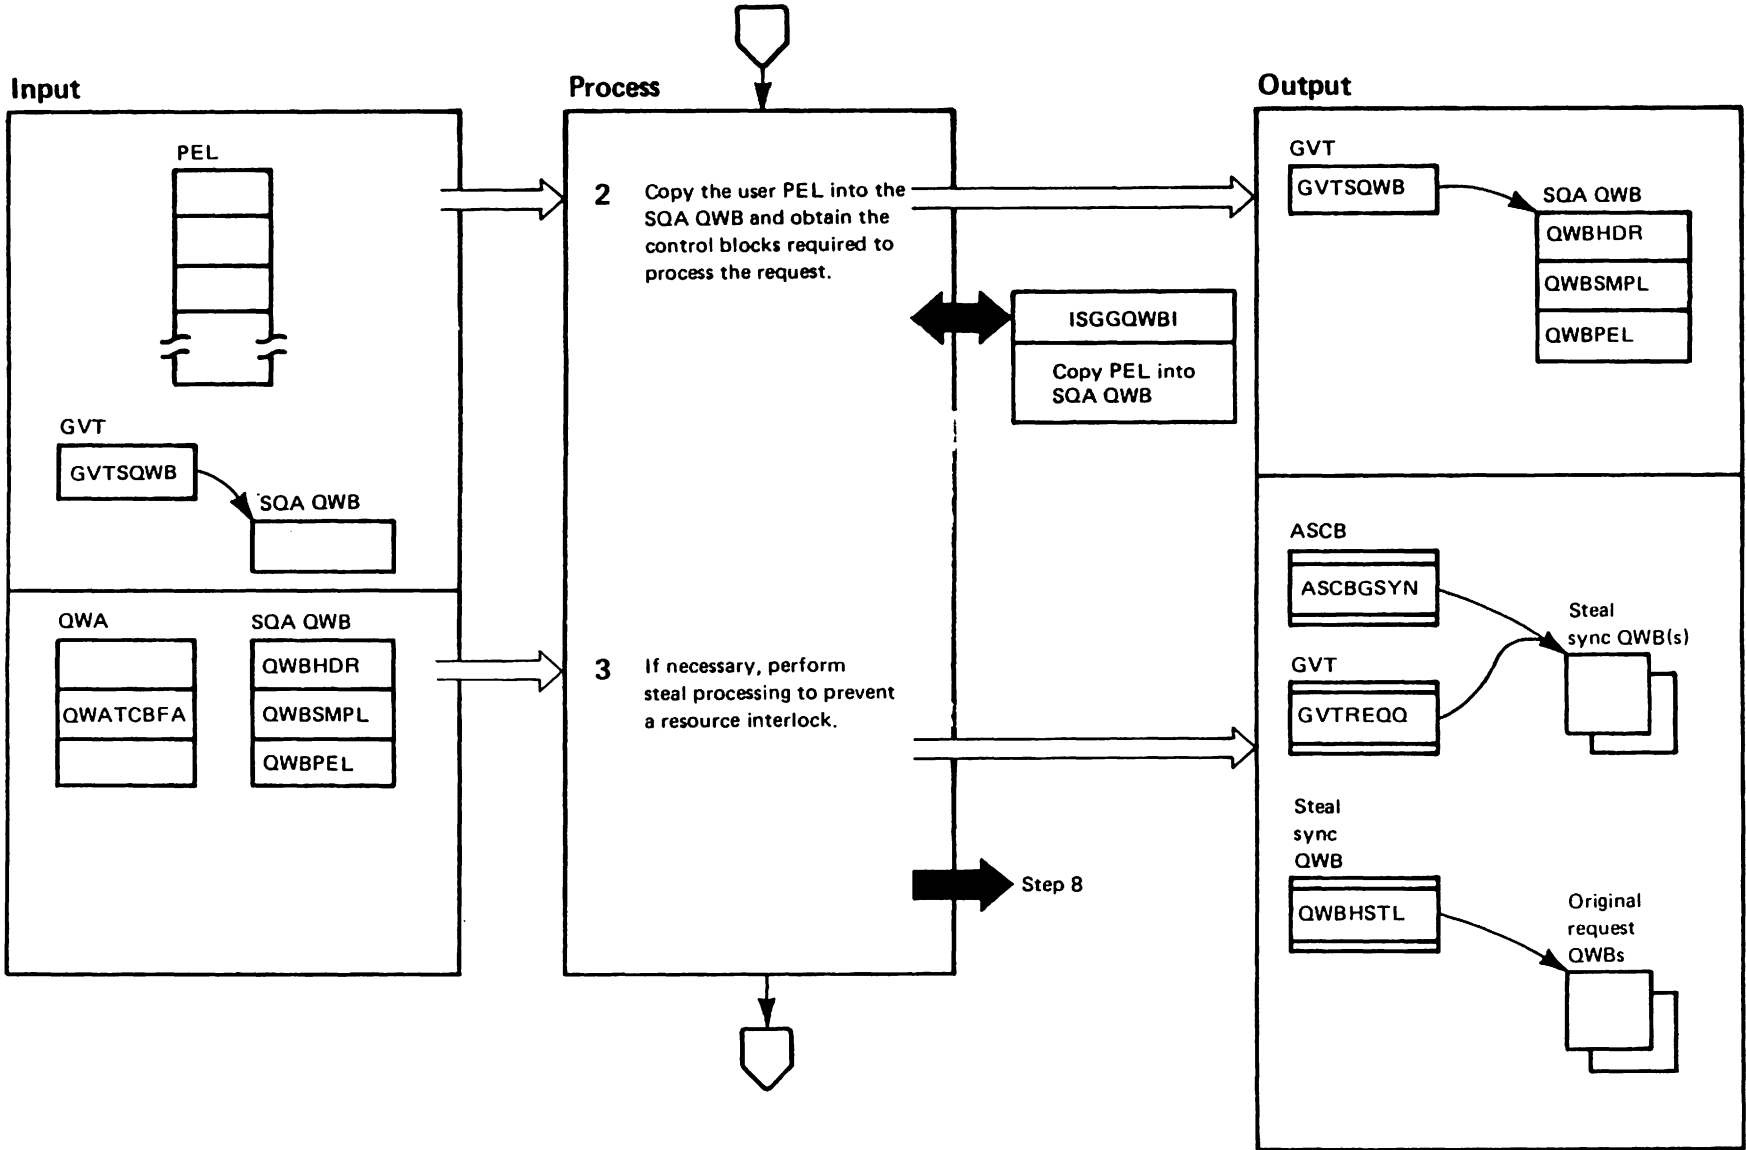 Input
PEL
GVT
GVTSQWB
SQA QWB
QWA
QWATCBFA
SQA QWB
QWBHDR
QWBSMPL
QWBPEL
Process
2 Copy the user PEL into the
SQA QWB and obtain the
control blocks required to
process the request.
ISGGQWBI
Copy PEL into
SQA QWB
3 If necessary, perform
steal processing to prevent
a resource interlock.
Step 8
Output
GVT
GVTSQWB
SQA QWB
QWBHDR
QWBSMPL
QWBPEL
ASCB
ASCBGSYN
GVT
GVTREQQ
Steal
sync QWB(s)
Steal
sync
QWB
QWBHSTL
Original
request
QWBs